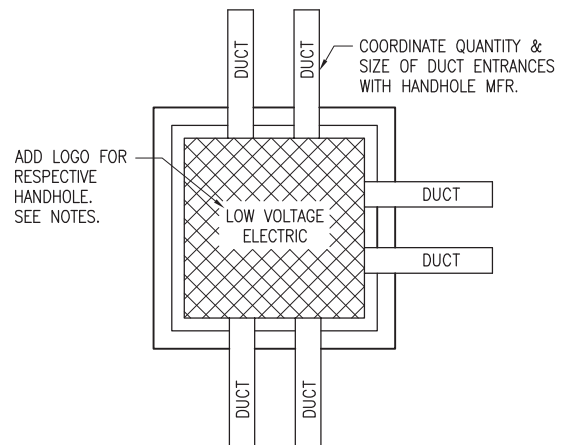 DUCT
DUCT
COORDINATE QUANTITY &
SIZE OF DUCT ENTRANCES
WITH HANDHOLE MFR.
ADD LOGO FOR
RESPECTIVE
HANDHOLE.
SEE NOTES.
DUCT
LOW VOLTAGE
ELECTRIC
DUCT
DUCT
DUCT